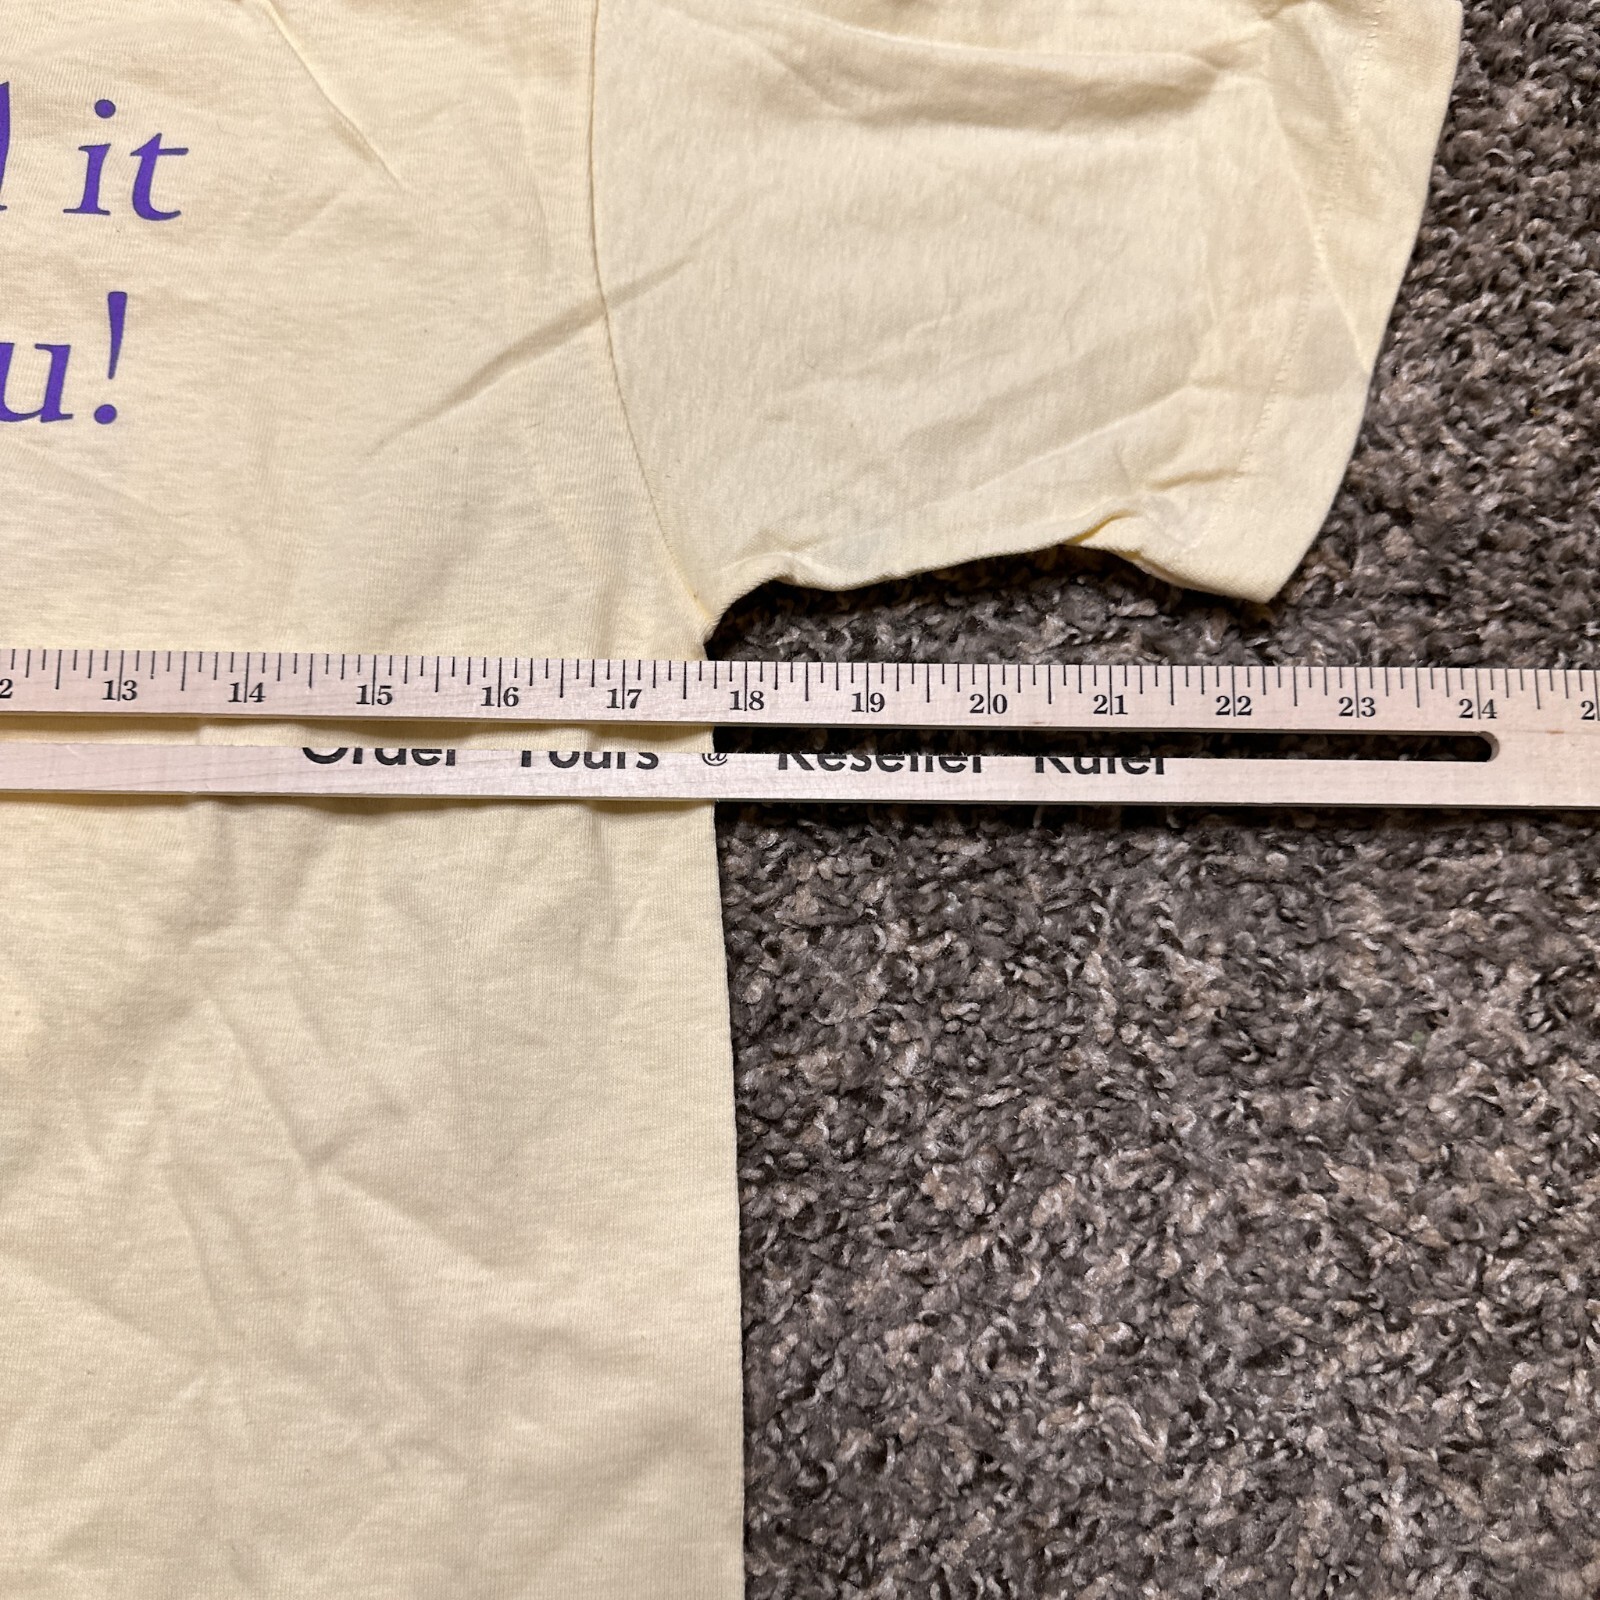 it
u!
13 14 15 16 17 18 19 20 21 22 23 24
Order Yours @ Reseller Ruler